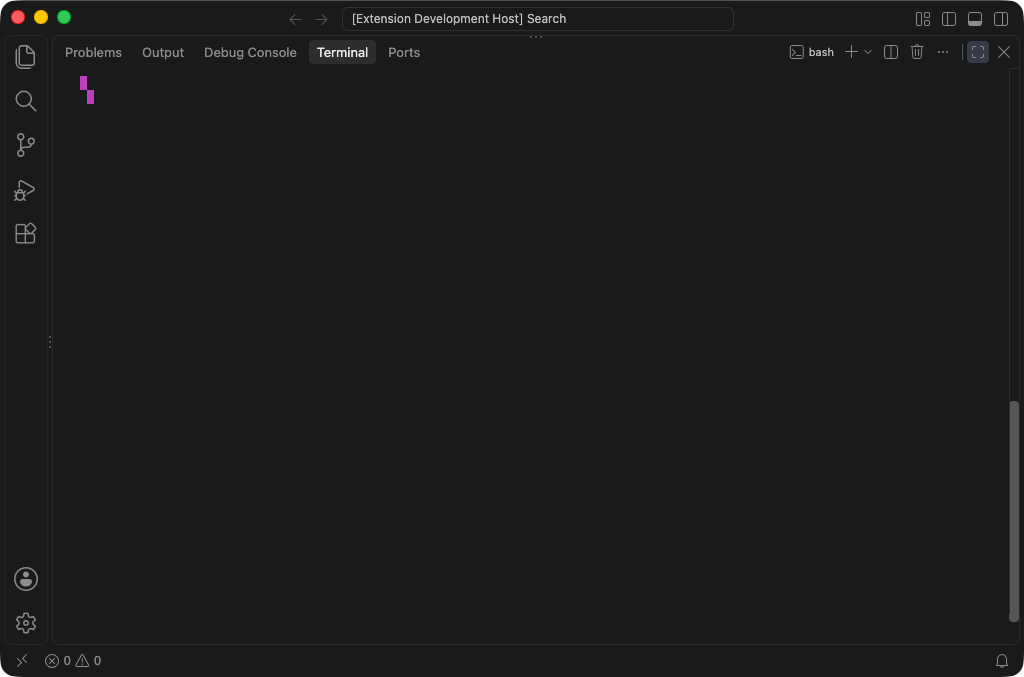 [Extension Development Host] Search
Problems Output Debug Console Terminal Ports
bash
0 0